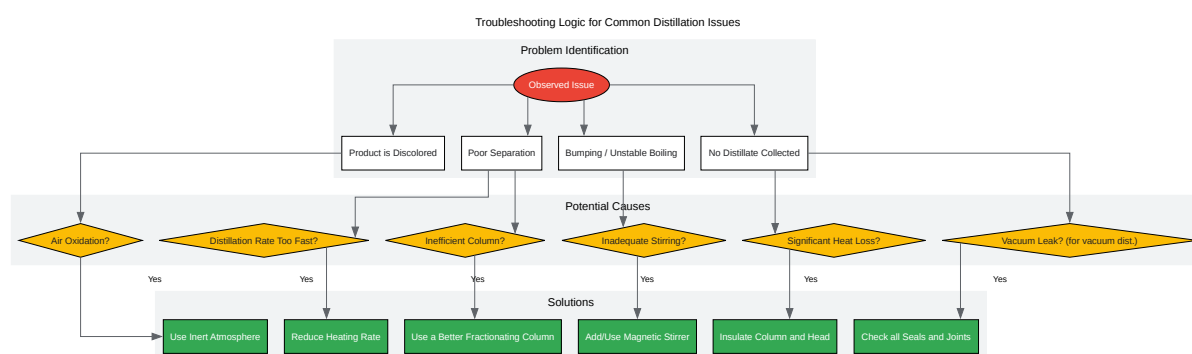 Troubleshooting Logic for Common Distillation Issues
Problem Identification
Observed Issue
Product is Discolored
Poor Separation
Bumping / Unstable Boiling
No Distillate Collected
Potential Causes
Air Oxidation?
Distillation Rate Too Fast?
Inefficient Column?
Inadequate Stirring?
Significant Heat Loss?
Vacuum Leak? (for vacuum dist.)
Yes
Yes
Yes
Yes
Yes
Yes
Solutions
Use Inert Atmosphere
Reduce Heating Rate
Use a Better Fractionating Column
Add/Use Magnetic Stirrer
Insulate Column and Head
Check all Seals and Joints